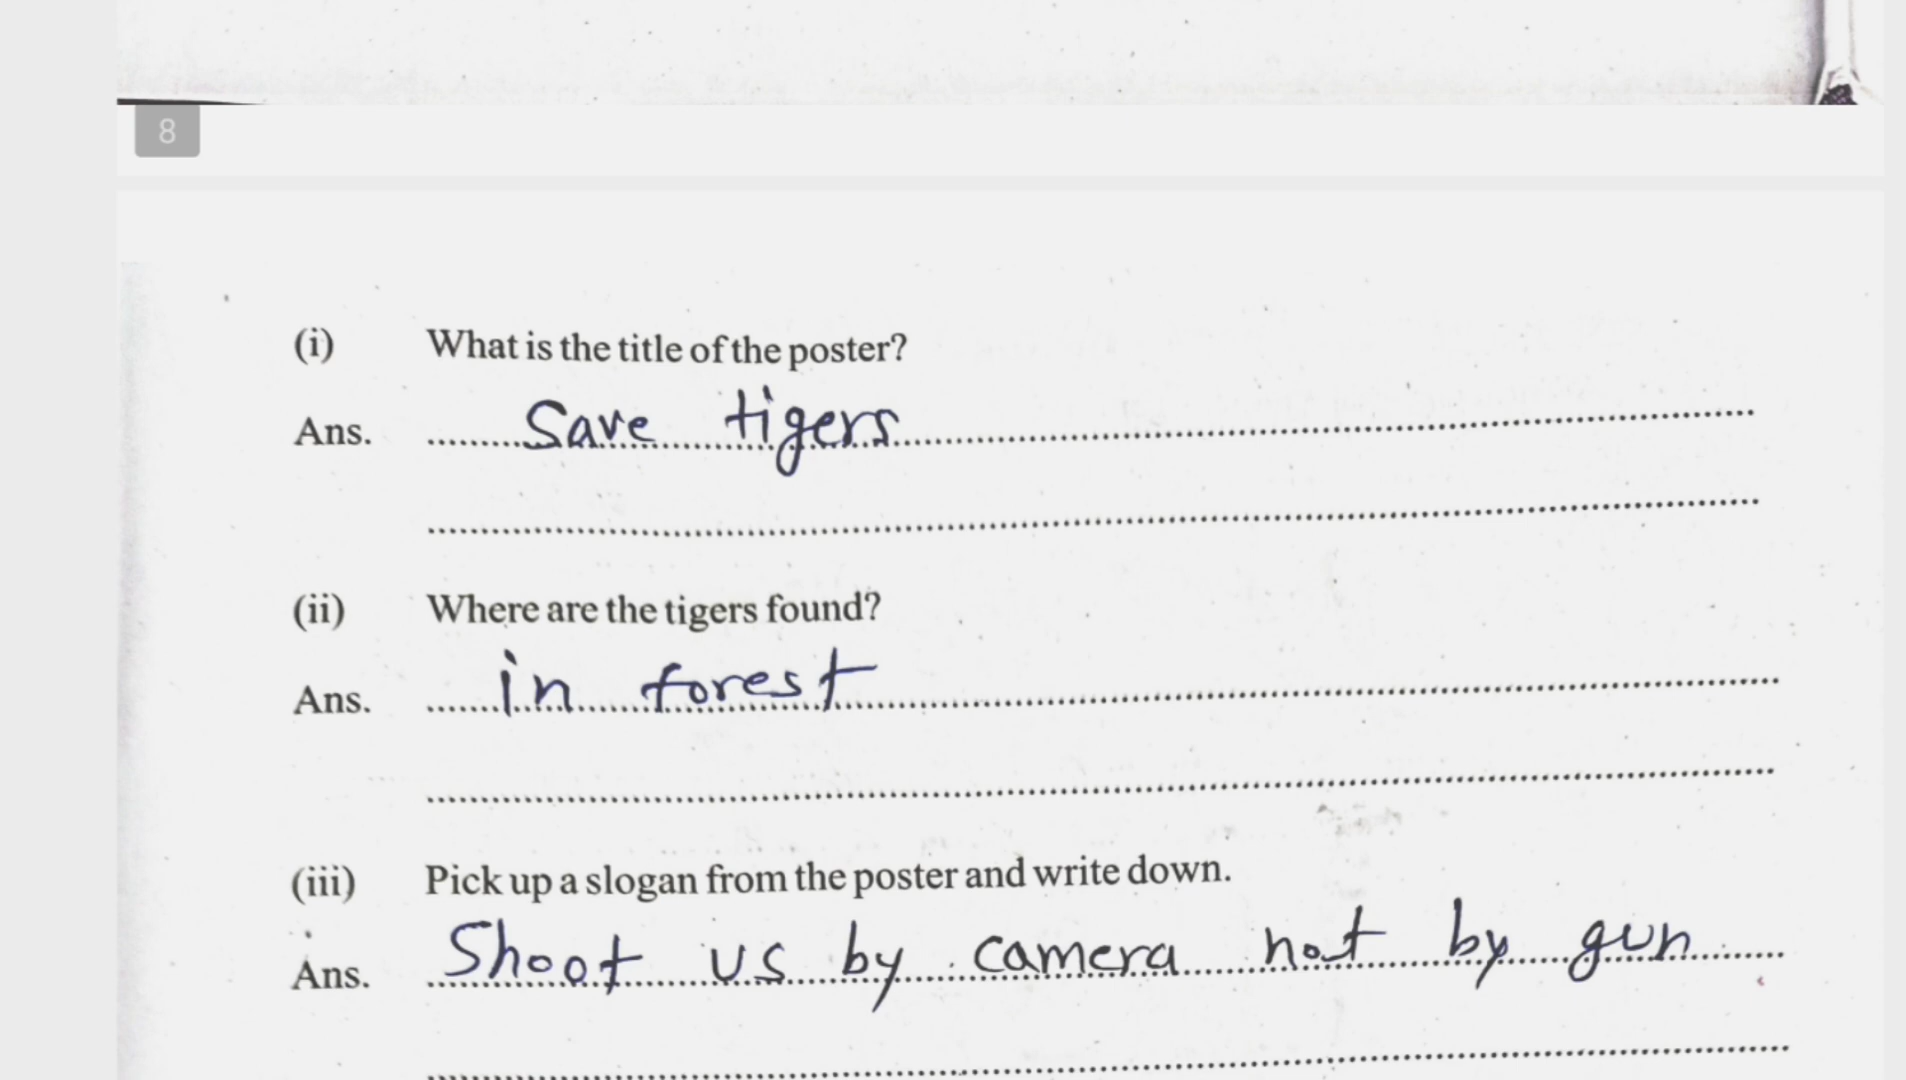 8
(i) What is the title of the poster?
Ans. Save tigers
(ii) Where are the tigers found?
Ans. in forest
(iii) Pick up a slogan from the poster and write down.
Ans. Shoot us by camera not by gun